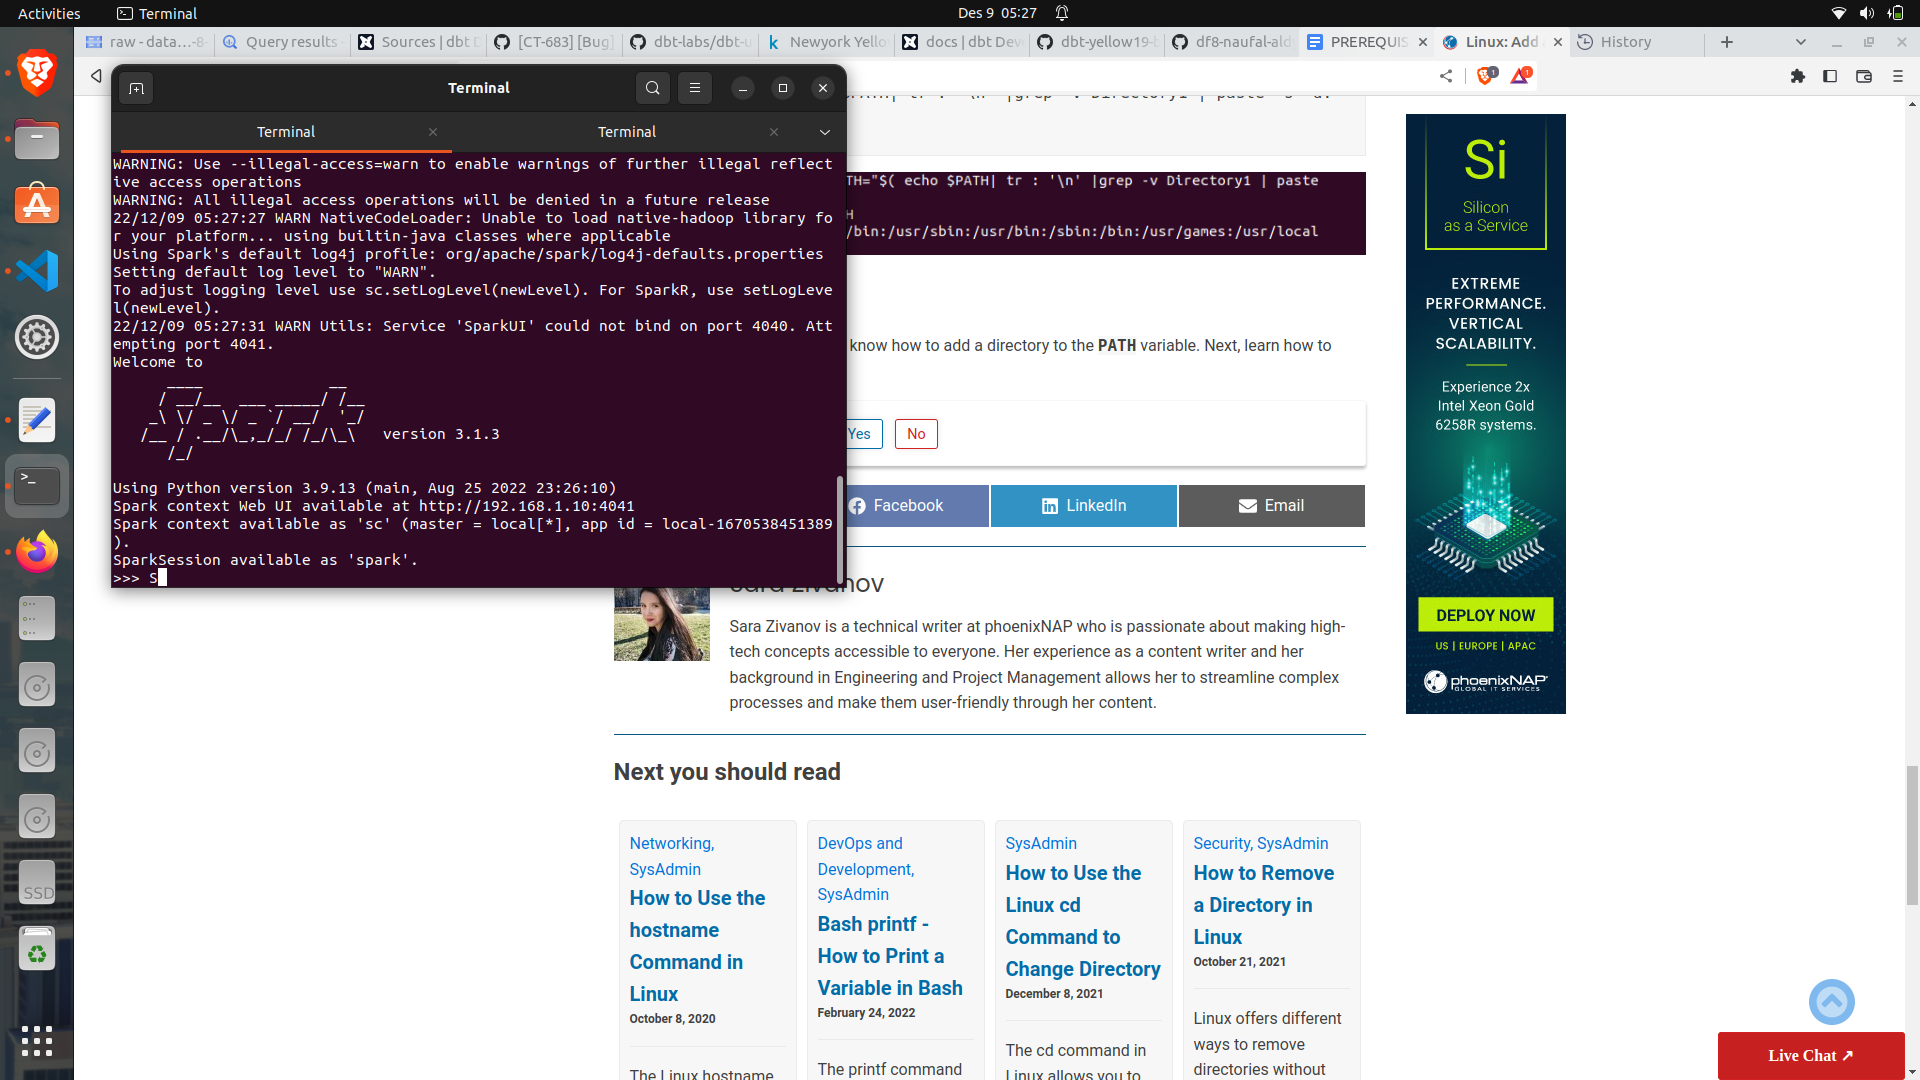 Activities
Terminal
Des 9 05:27
raw - data...-8-
Query results -
Sources | dbt D
[CT-683] [Bug]
dbt-labs/dbt-u
Newyork Yello
docs | dbt Dev
dbt-yellow19-t
df8-naufal-ald
PREREQUIS
Linux: Add
History
Terminal
Terminal
Terminal
WARNING: Use --illegal-access=warn to enable warnings of further illegal reflect
ive access operations
WARNING: All illegal access operations will be denied in a future release
22/12/09 05:27:27 WARN NativeCodeLoader: Unable to load native-hadoop library fo
r your platform... using builtin-java classes where applicable
Using Spark's default log4j profile: org/apache/spark/log4j-defaults.properties
Setting default log level to "WARN".
To adjust logging level use sc.setLogLevel(newLevel). For SparkR, use setLogLeve
l(newLevel).
22/12/09 05:27:31 WARN Utils: Service 'SparkUI' could not bind on port 4040. Att
empting port 4041.
Welcome to
version 3.1.3
Using Python version 3.9.13 (main, Aug 25 2022 23:26:10)
Spark context Web UI available at http://192.168.1.10:4041
Spark context available as 'sc' (master = local[*], app id = local-1670538451389
).
SparkSession available as 'spark'.
>>> S
TH="$( echo $PATH| tr : '\n' |grep -v Directory1 | paste
H
/bin:/usr/sbin:/usr/bin:/sbin:/bin:/usr/games:/usr/local
know how to add a directory to the PATH variable. Next, learn how to
Yes
No
Facebook
LinkedIn
Email
Sara Zivanov
Sara Zivanov is a technical writer at phoenixNAP who is passionate about making high-
tech concepts accessible to everyone. Her experience as a content writer and her
background in Engineering and Project Management allows her to streamline complex
processes and make them user-friendly through her content.
Next you should read
Networking,
SysAdmin
How to Use the
hostname
Command in
Linux
October 8, 2020
The Linux hostname
DevOps and
Development,
SysAdmin
Bash printf -
How to Print a
Variable in Bash
February 24, 2022
The printf command
SysAdmin
How to Use the
Linux cd
Command to
Change Directory
December 8, 2021
The cd command in
Linux allows you to
Security, SysAdmin
How to Remove
a Directory in
Linux
October 21, 2021
Linux offers different
ways to remove
directories without
Si
Silicon
as a Service
EXTREME
PERFORMANCE.
VERTICAL
SCALABILITY.
Experience 2x
Intel Xeon Gold
6258R systems.
DEPLOY NOW
US | EUROPE | APAC
phoenixNAP
GLOBAL IT SERVICES
SSD
Live Chat ↗